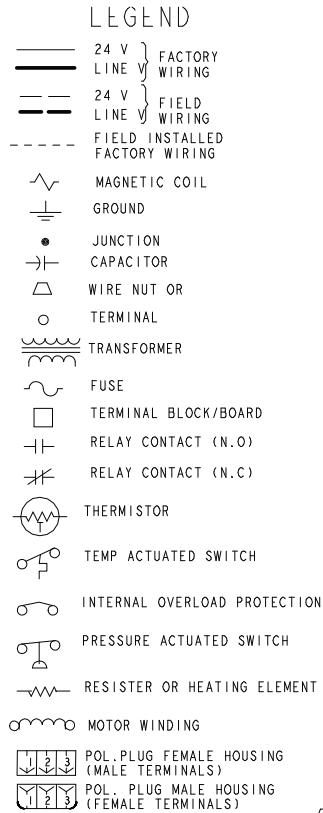 LEGEND
24 V
LINE V
FACTORY
WIRING
24 V
LINE V
FIELD
WIRING
FIELD INSTALLED
FACTORY WIRING
MAGNETIC COIL
GROUND
JUNCTION
CAPACITOR
WIRE NUT OR
TERMINAL
TRANSFORMER
FUSE
TERMINAL BLOCK/BOARD
RELAY CONTACT (N.O)
RELAY CONTACT (N.C)
THERMISTOR
TEMP ACTUATED SWITCH
INTERNAL OVERLOAD PROTECTION
PRESSURE ACTUATED SWITCH
RESISTER OR HEATING ELEMENT
MOTOR WINDING
1 2 3
POL.PLUG FEMALE HOUSING
(MALE TERMINALS)
1 2 3
POL. PLUG MALE HOUSING
(FEMALE TERMINALS)